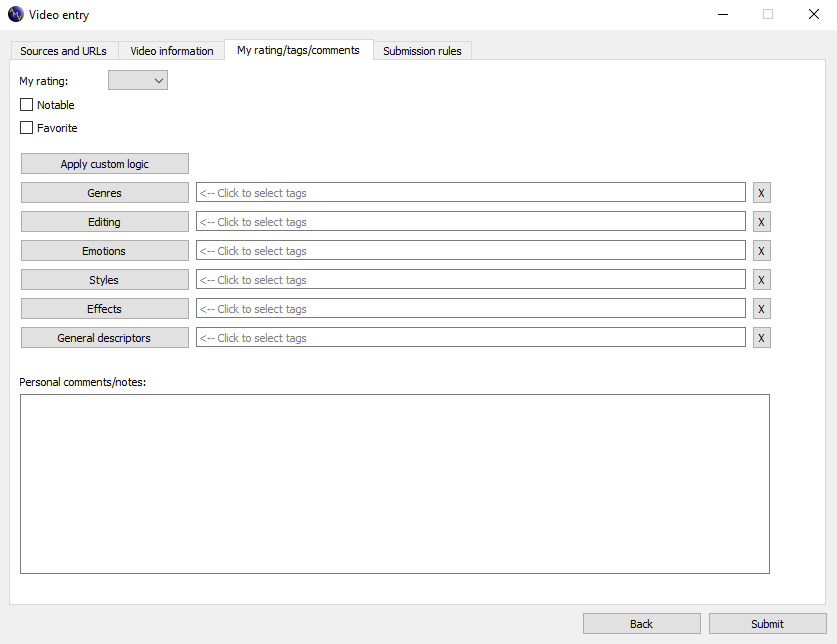 Video entry
Sources and URLs Video information My rating/tags/comments Submission rules
My rating:
Notable
Favorite
Apply custom logic
Genres <-- Click to select tags X
Editing <-- Click to select tags X
Emotions <-- Click to select tags X
Styles <-- Click to select tags X
Effects <-- Click to select tags X
General descriptors <-- Click to select tags X
Personal comments/notes:
Back Submit